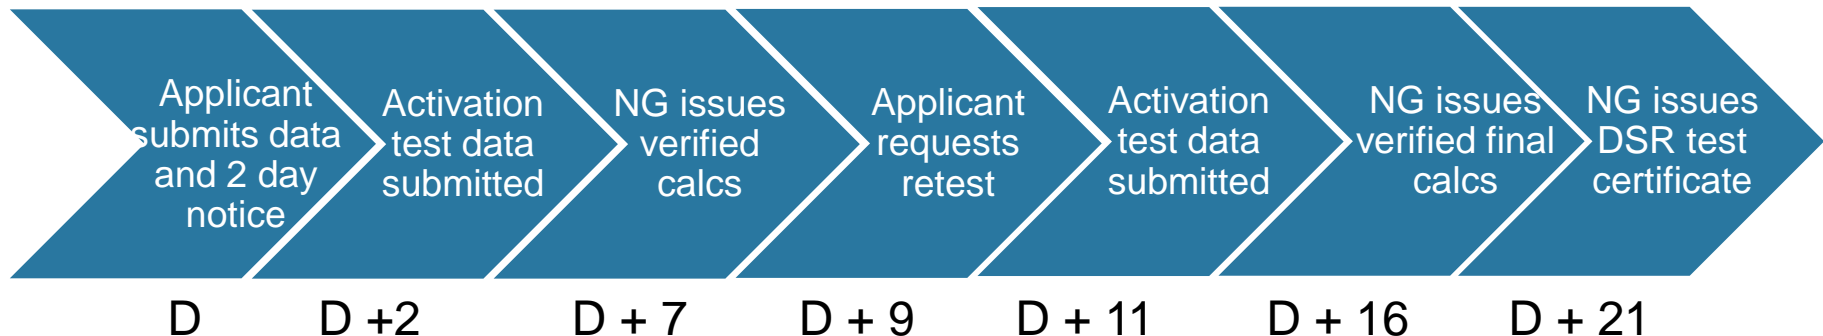 Applicant
submits data
and 2 day
notice
Activation
test data
submitted
NG issues
verified
calcs
Applicant
requests
retest
Activation
test data
submitted
NG issues
verified final
calcs
NG issues
DSR test
certificate
D
D +2
D + 7
D + 9
D + 11
D + 16
D + 21